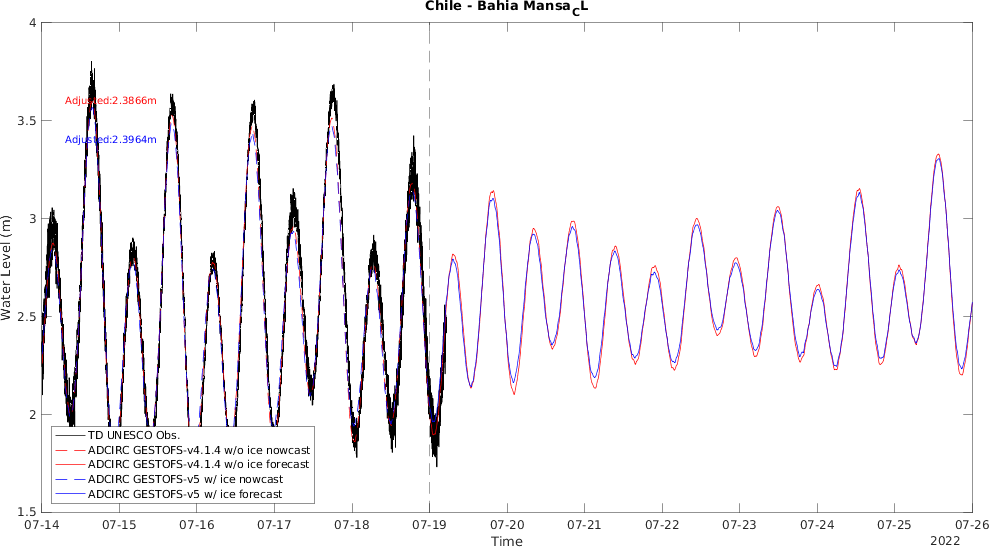 Chile - Bahia Mansa_CL
4
Adjusted:2.3866m
3.5
Adjusted:2.3964m
3
Water Level (m)
2.5
2
TD UNESCO Obs.
ADCIRC GESTOFS-v4.1.4 w/o ice nowcast
ADCIRC GESTOFS-v4.1.4 w/o ice forecast
ADCIRC GESTOFS-v5 w/ ice nowcast
ADCIRC GESTOFS-v5 w/ ice forecast
1.5
07-14 07-15 07-16 07-17 07-18 07-19 07-20 07-21 07-22 07-23 07-24 07-25 07-26
Time
2022